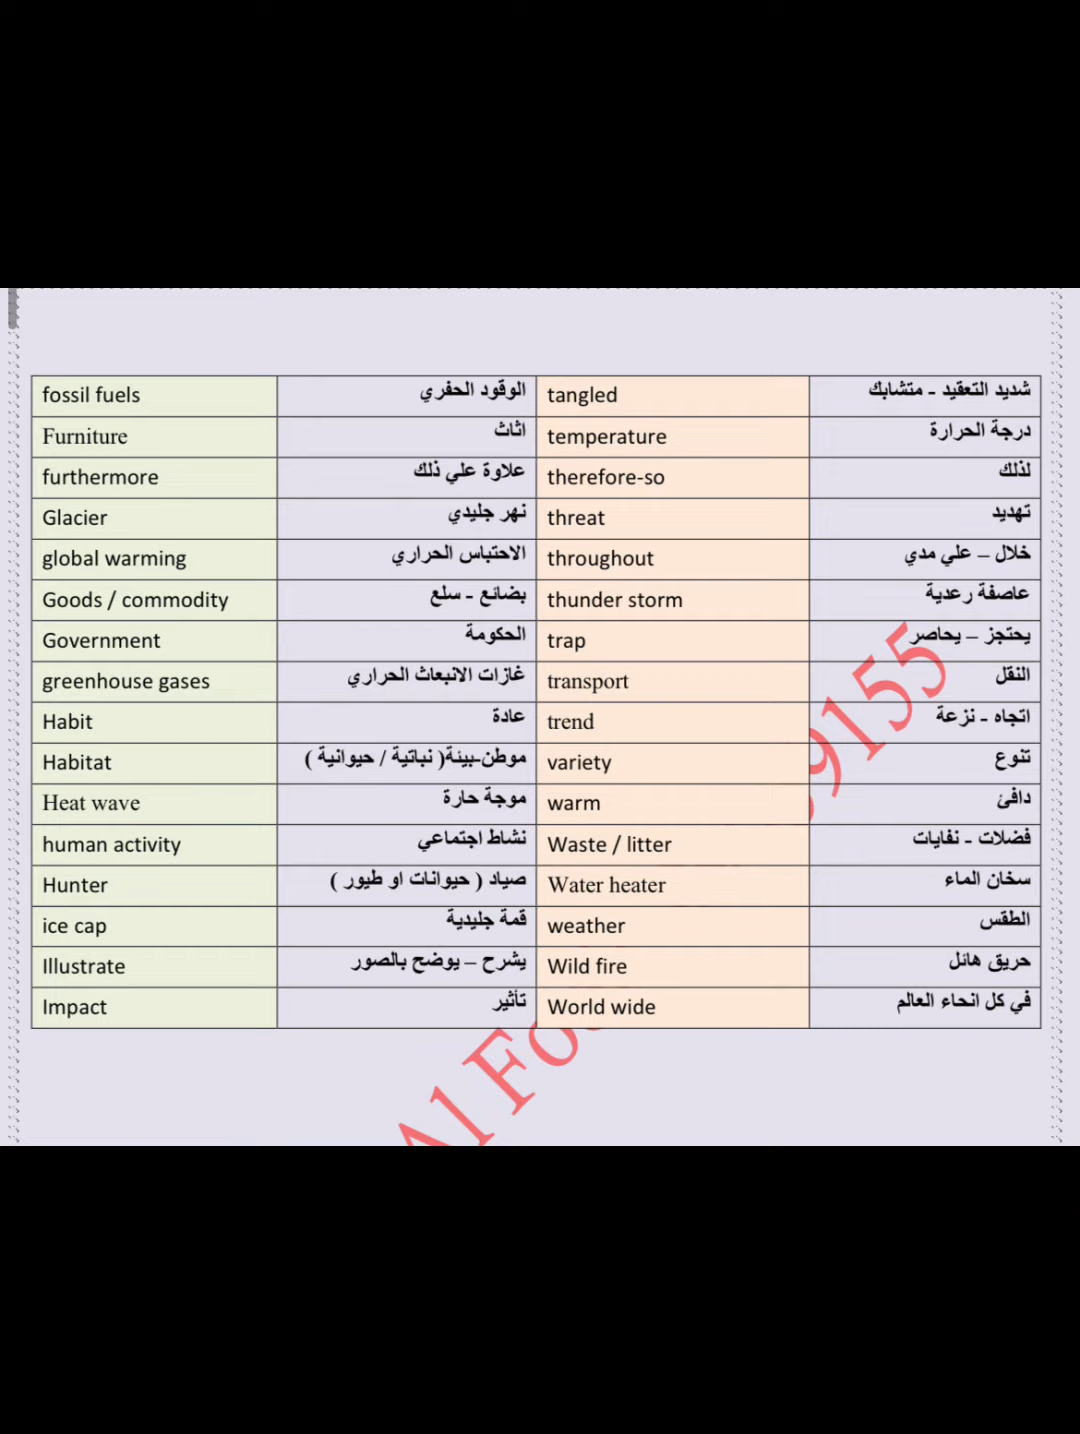 fossil fuels الوقود الحفري tangled شديد التعقيد - متشابك
Furniture اثاث temperature درجة الحرارة
furthermore علاوة علي ذلك therefore-so لذلك
Glacier نهر جليدي threat تهديد
global warming الاحتباس الحراري throughout خلال – علي مدي
Goods / commodity بضائع - سلع thunder storm عاصفة رعدية
Government الحكومة trap يحتجز – يحاصر
greenhouse gases غازات الانبعاث الحراري transport النقل
Habit عادة trend اتجاه - نزعة
Habitat موطن-بيئة( نباتية / حيوانية ) variety تنوع
Heat wave موجة حارة warm دافئ
human activity نشاط اجتماعي Waste / litter فضلات - نفايات
Hunter صياد ( حيوانات او طيور ) Water heater سخان الماء
ice cap قمة جليدية weather الطقس
Illustrate يشرح – يوضح بالصور Wild fire حريق هائل
Impact تأثير World wide في كل انحاء العالم